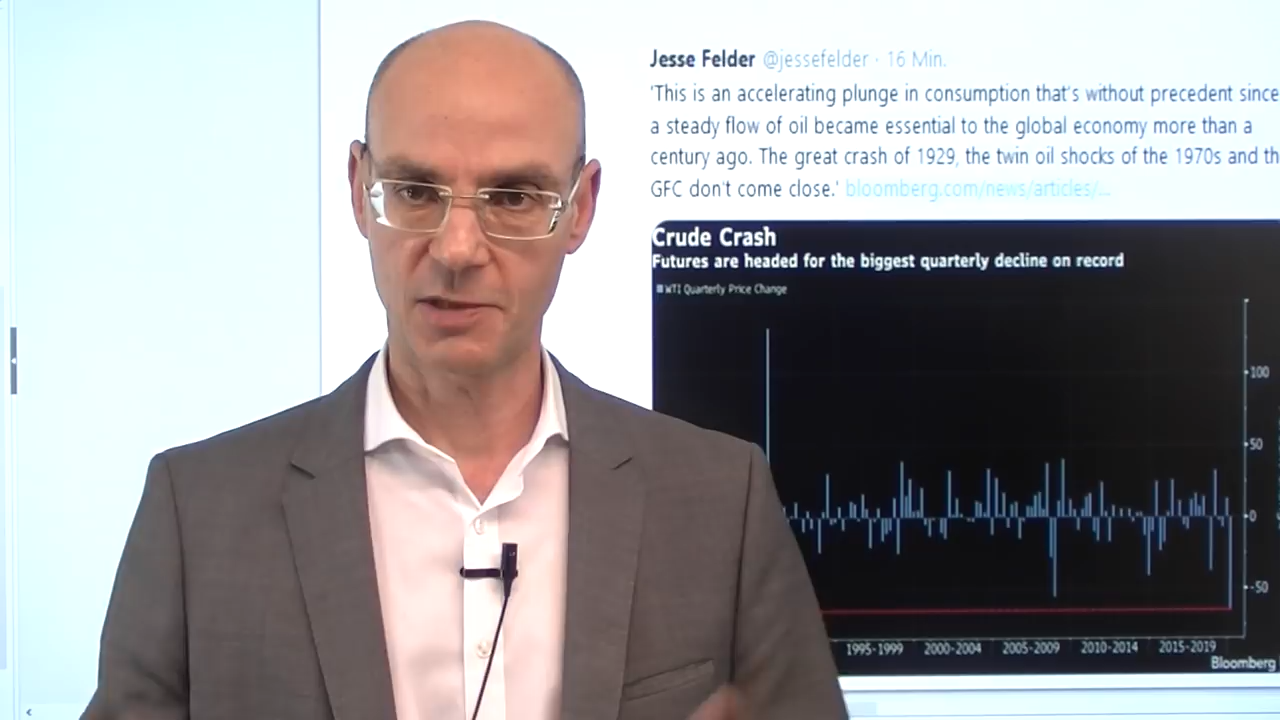 Jesse Felder @jessefelder · 16 Min.
'This is an accelerating plunge in consumption that's without precedent since
a steady flow of oil became essential to the global economy more than a
century ago. The great crash of 1929, the twin oil shocks of the 1970s and th
GFC don't come close.' bloomberg.com/news/articles/...
Crude Crash
Futures are headed for the biggest quarterly decline on record
WTI Quarterly Price Change
100
50
0
-50
1995-1999 2000-2004 2005-2009 2010-2014 2015-2019
Bloomberg